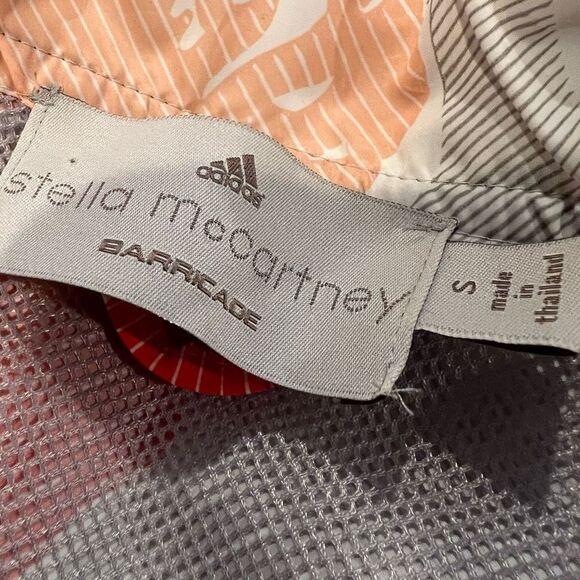 adidas
stella mccartney
BARRICADE
S
made
in
thailand